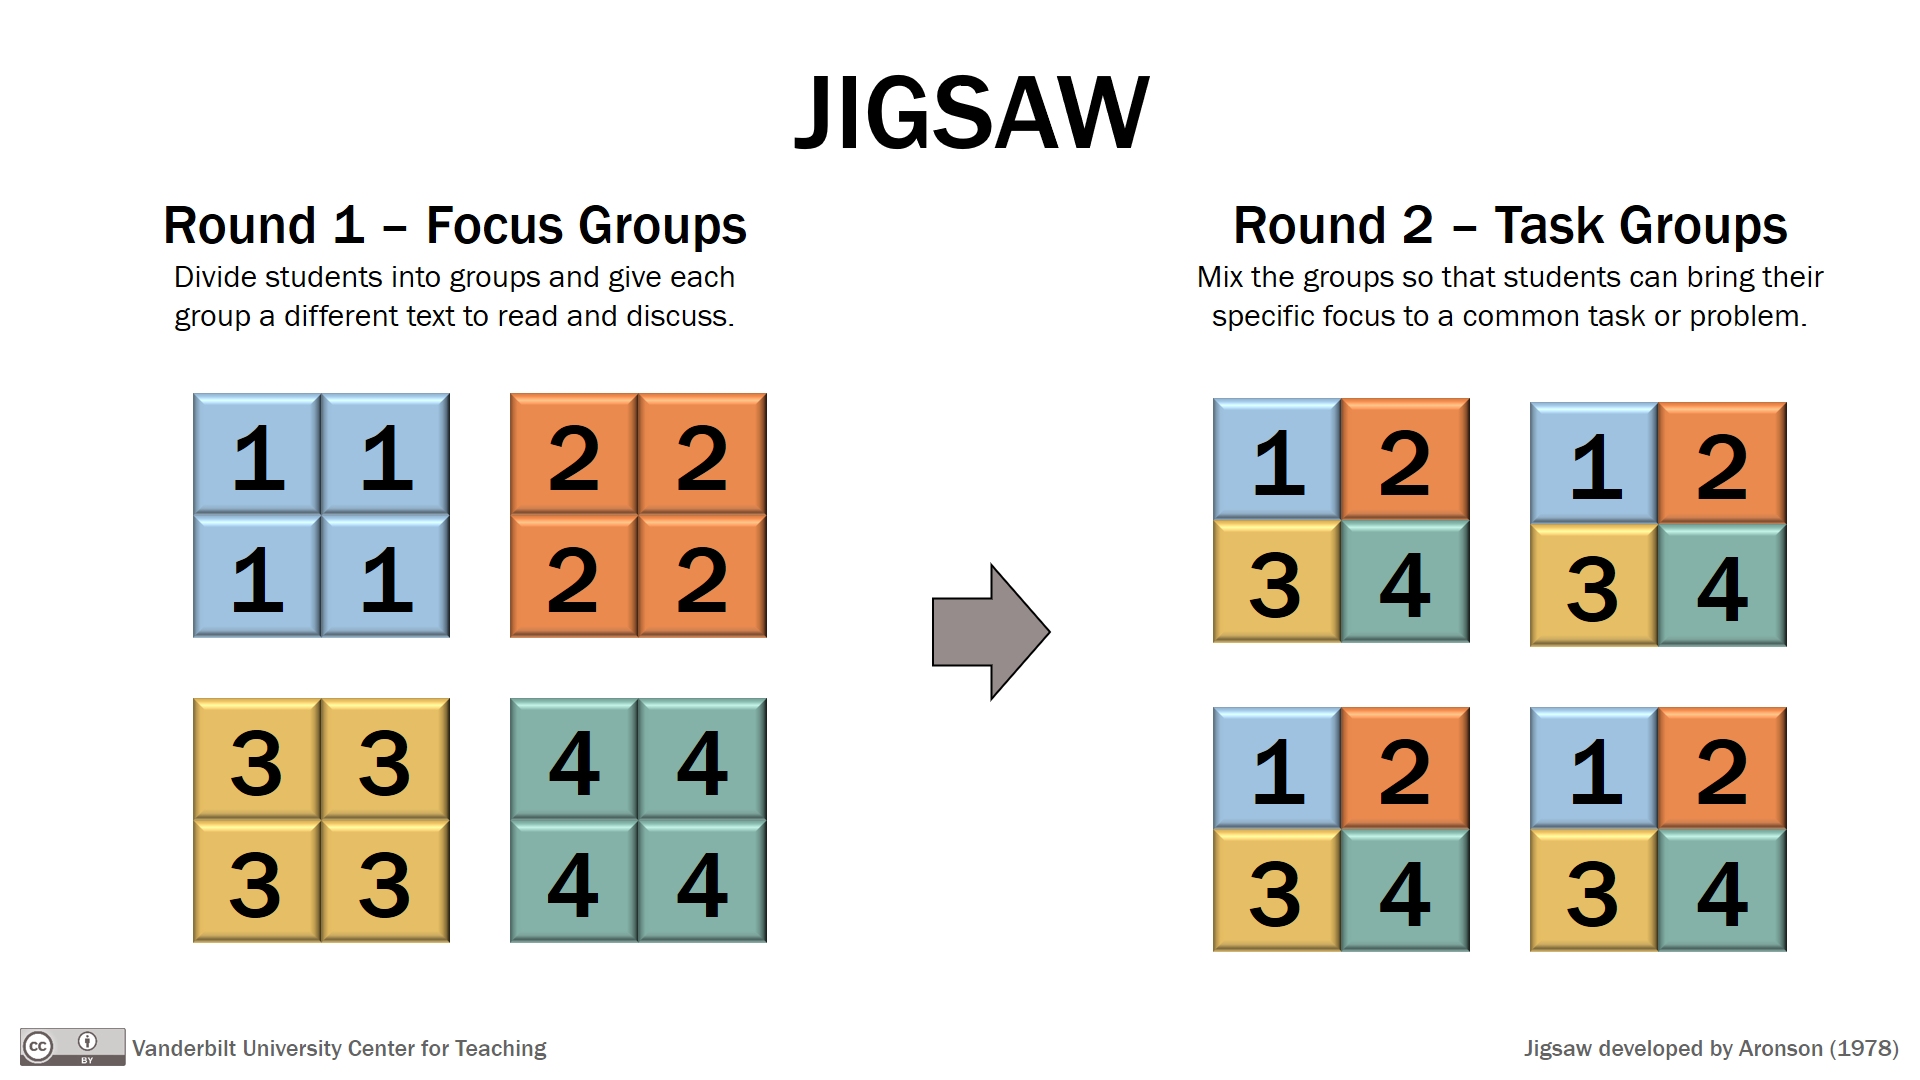 JIGSAW
Round 1 – Focus Groups
Divide students into groups and give each
group a different text to read and discuss.
1 1 2 2
1 1 2 2
3 3 4 4
3 3 4 4
Round 2 – Task Groups
Mix the groups so that students can bring their
specific focus to a common task or problem.
1 2 1 2
3 4 3 4
1 2 1 2
3 4 3 4
cc BY Vanderbilt University Center for Teaching
Jigsaw developed by Aronson (1978)